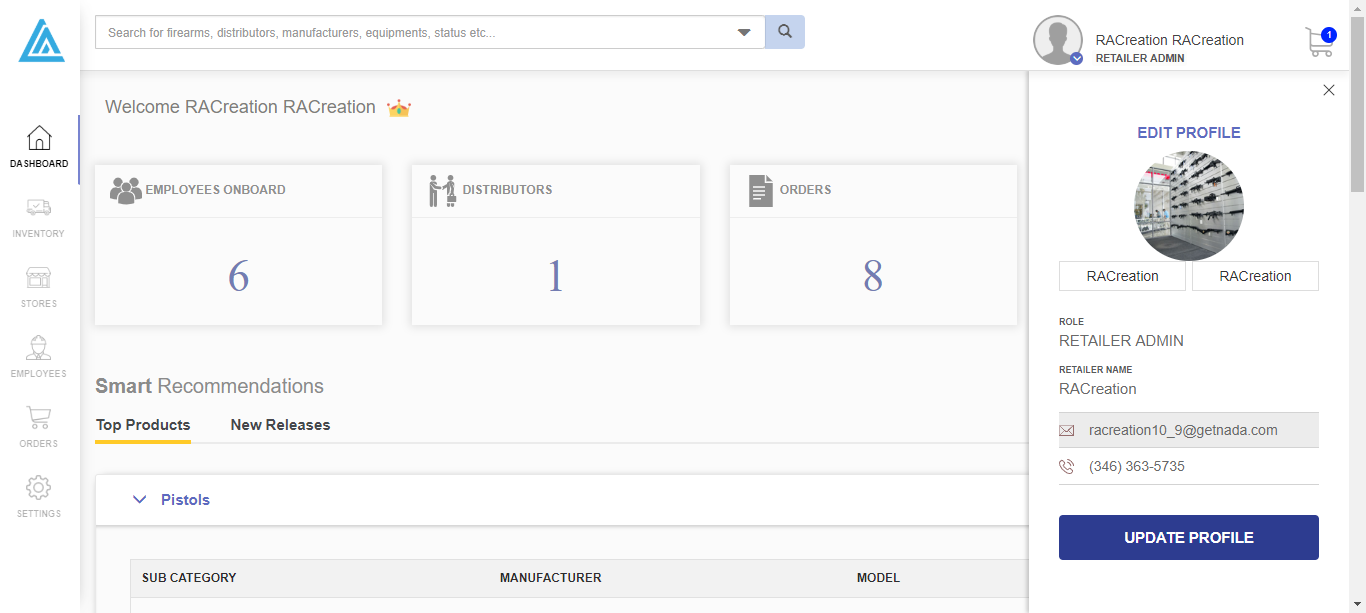 Search for firearms, distributors, manufacturers, equipments, status etc...
RACreation RACreation
RETAILER ADMIN
1
DASHBOARD
INVENTORY
STORES
EMPLOYEES
ORDERS
SETTINGS
Welcome RACreation RACreation
EMPLOYEES ONBOARD
6
DISTRIBUTORS
1
ORDERS
8
Smart Recommendations
Top Products New Releases
Pistols
SUB CATEGORY MANUFACTURER MODEL
EDIT PROFILE
RACreation RACreation
ROLE
RETAILER ADMIN
RETAILER NAME
RACreation
racreation10_9@getnada.com
(346) 363-5735
UPDATE PROFILE